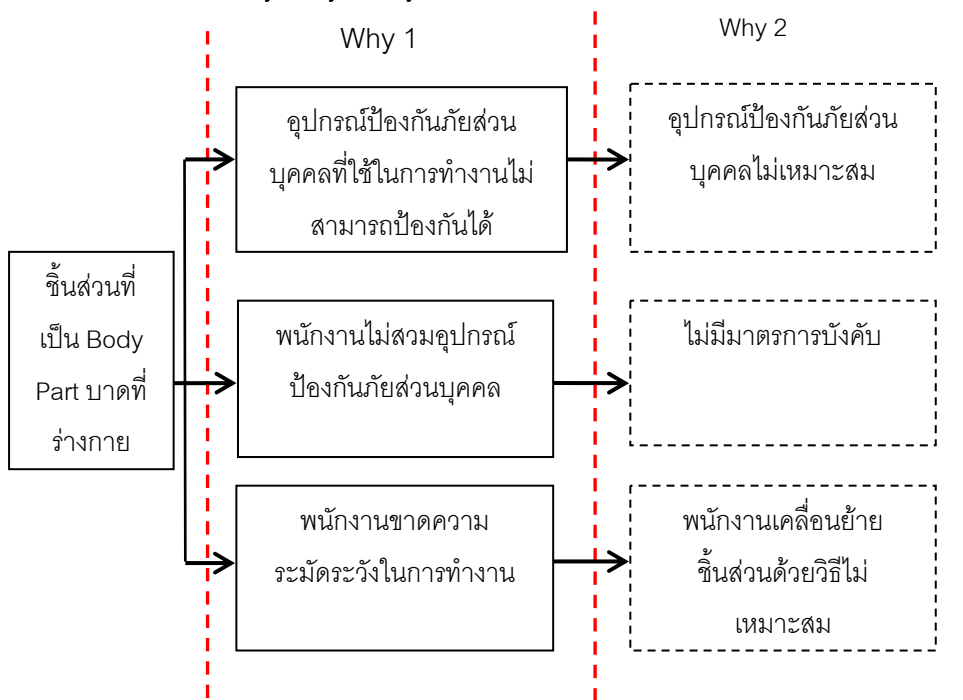 Why 1
Why 2
อุปกรณ์ป้องกันภัยส่วน
บุคคลที่ใช้ในการทำงานไม่
สามารถป้องกันได้
อุปกรณ์ป้องกันภัยส่วน
บุคคลไม่เหมาะสม
ชิ้นส่วนที่
เป็น Body
Part บาดที่
ร่างกาย
พนักงานไม่สวมอุปกรณ์
ป้องกันภัยส่วนบุคคล
ไม่มีมาตรการบังคับ
พนักงานขาดความ
ระมัดระวังในการทำงาน
พนักงานเคลื่อนย้าย
ชิ้นส่วนด้วยวิธีไม่
เหมาะสม